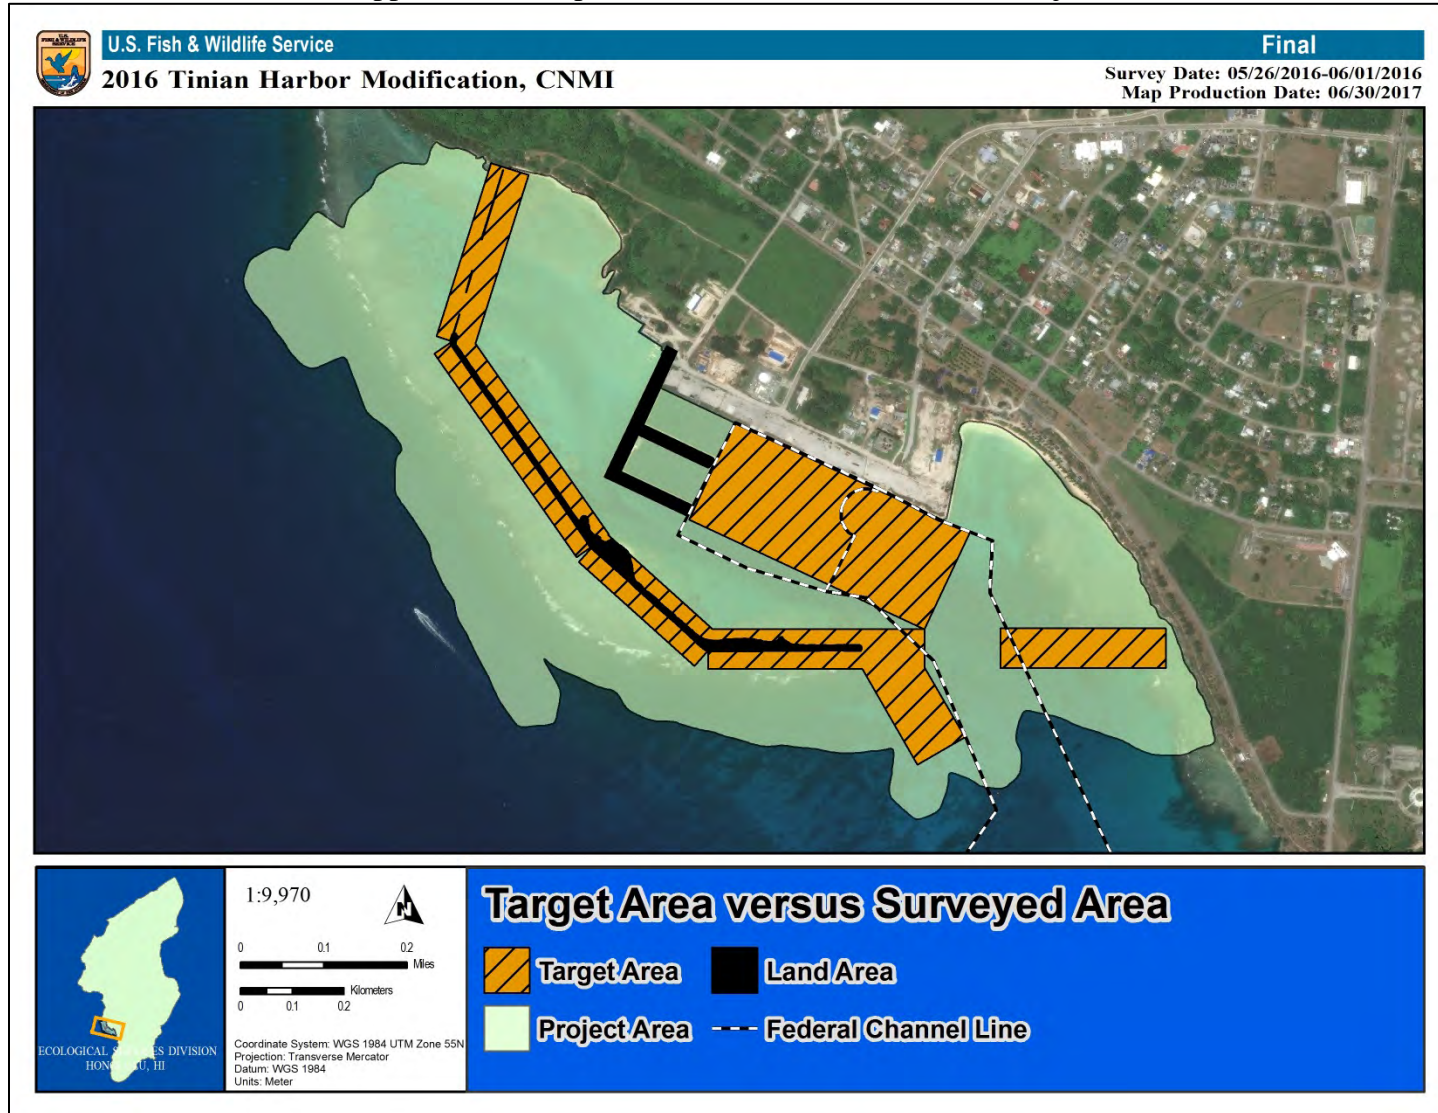 U.S. Fish & Wildlife Service
Final
2016 Tinian Harbor Modification, CNMI
Survey Date: 05/26/2016-06/01/2016
Map Production Date: 06/30/2017
1:9,970
N
0 0.1 0.2
Miles
Kilometers
0 0.1 0.2
Coordinate System: WGS 1984 UTM Zone 55N
Projection: Transverse Mercator
Datum: WGS 1984
Units: Meter
ECOLOGICAL DIVISION
Target Area versus Surveyed Area
Target Area
Land Area
Project Area
Federal Channel Line